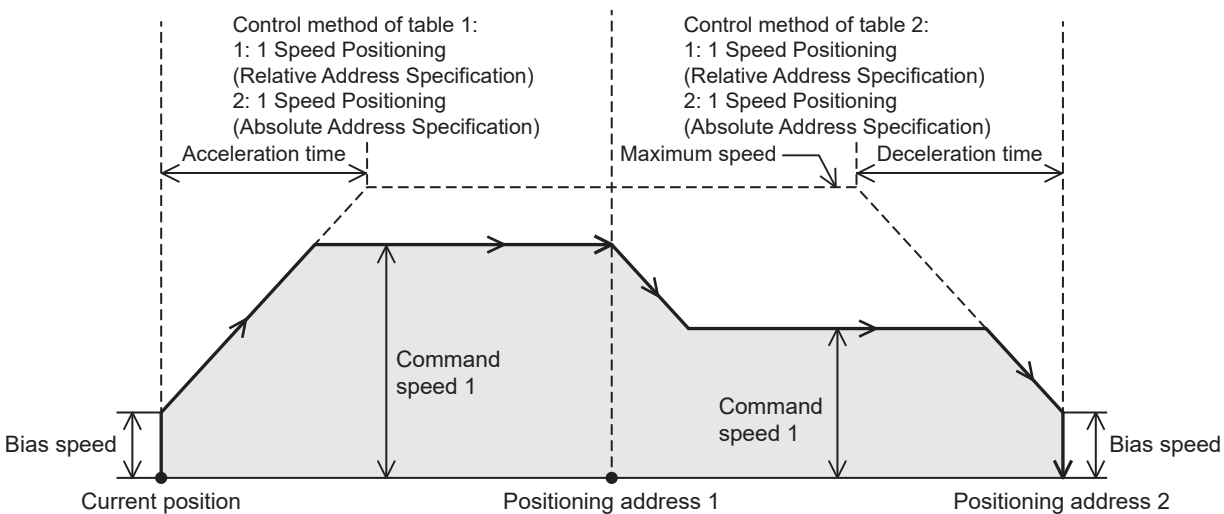 Control method of table 1:
1: 1 Speed Positioning
(Relative Address Specification)
2: 1 Speed Positioning
(Absolute Address Specification)
Control method of table 2:
1: 1 Speed Positioning
(Relative Address Specification)
2: 1 Speed Positioning
(Absolute Address Specification)
Acceleration time
Maximum speed
Deceleration time
Command
speed 1
Command
speed 1
Bias speed
Bias speed
Current position
Positioning address 1
Positioning address 2